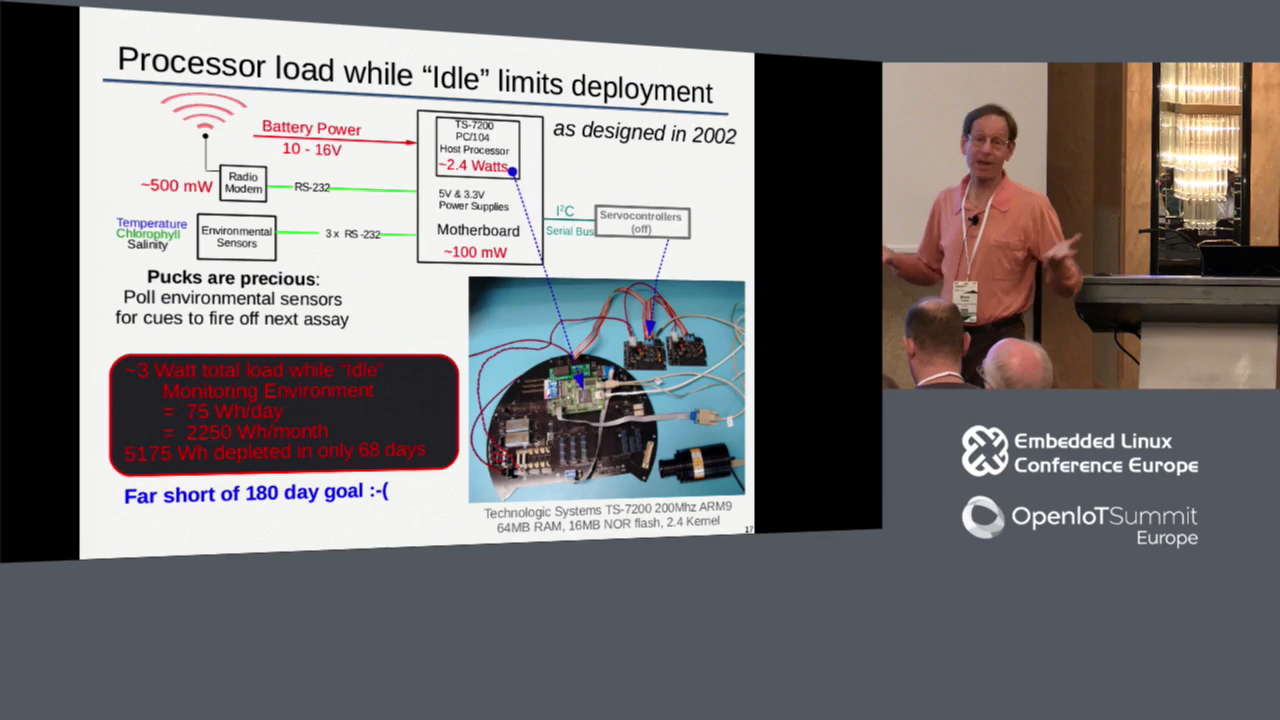 Processor load while “Idle” limits deployment
as designed in 2002
Battery Power
10 - 16V
TS-7200
PC/104
Host Processor
~2.4 Watts
5V & 3.3V
Power Supplies
Motherboard
~100 mW
~500 mW
Radio
Modem
RS-232
Temperature
Chlorophyll
Salinity
Environmental
Sensors
3 x RS -232
I²C
Serial Bus
Servocontrollers
(off)
Pucks are precious:
Poll environmental sensors
for cues to fire off next assay
~3 Watt total load while “Idle”
Monitoring Environment
= 75 Wh/day
= 2250 Wh/month
5175 Wh depleted in only 68 days
Far short of 180 day goal :-(
Technologic Systems TS-7200 200Mhz ARM9
64MB RAM, 16MB NOR flash, 2.4 Kernel
17
Embedded Linux
Conference Europe
OpenIoTSummit
Europe